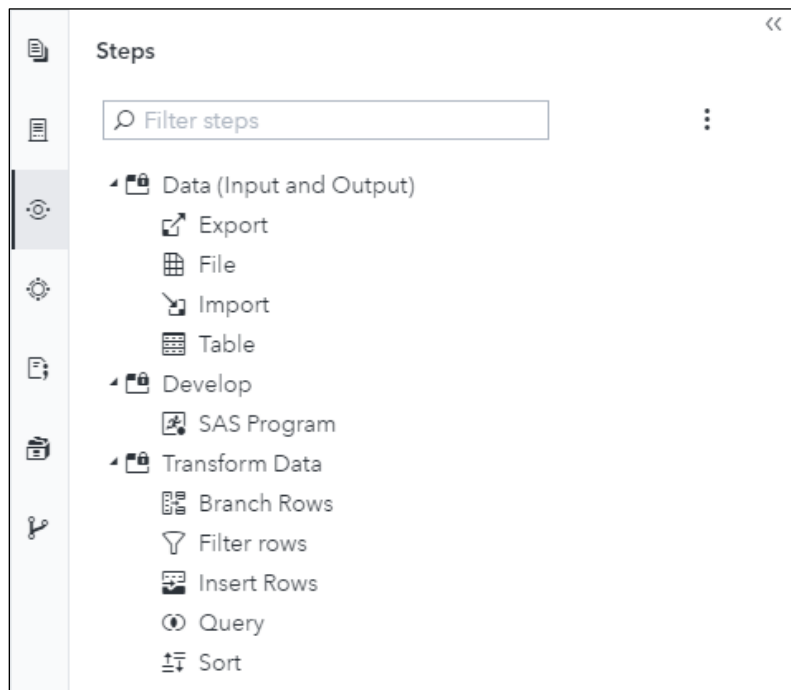 Steps
Filter steps
Data (Input and Output)
Export
File
Import
Table
Develop
SAS Program
Transform Data
Branch Rows
Filter rows
Insert Rows
Query
Sort